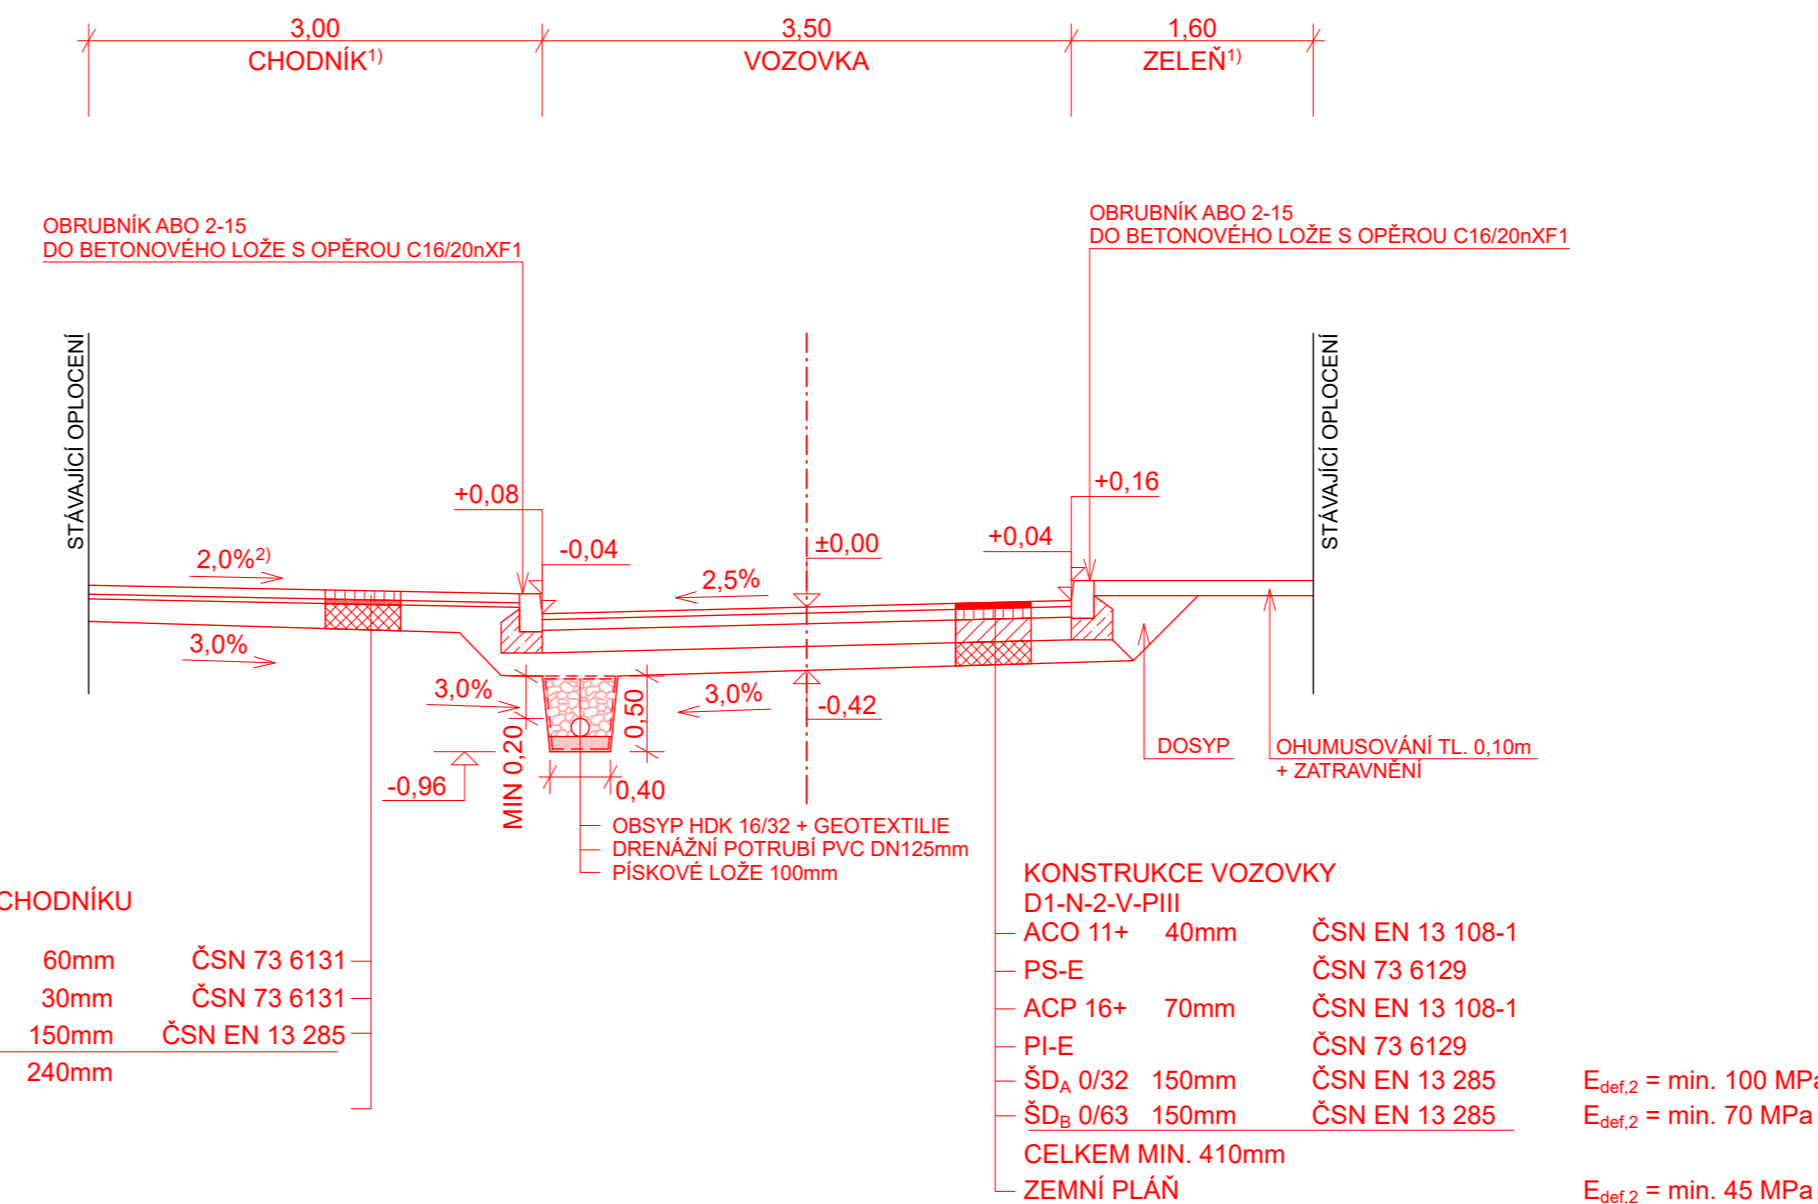 3,00
CHODNÍK1)
3,50
VOZOVKA
1,60
ZELEŇ1)
OBRUBNÍK ABO 2-15
DO BETONOVÉHO LOŽE S OPĚROU C16/20nXF1
OBRUBNÍK ABO 2-15
DO BETONOVÉHO LOŽE S OPĚROU C16/20nXF1
STÁVAJÍCÍ OPLOCENÍ
STÁVAJÍCÍ OPLOCENÍ
+0,08
-0,04
±0,00
+0,04
+0,16
2,0%2)
2,5%
3,0%
3,0%
3,0%
MIN 0,20
0,50
-0,42
-0,96
0,40
DOSYP
OHUMUSOVÁNÍ TL. 0,10m
+ ZATRAVNĚNÍ
OBSYP HDK 16/32 + GEOTEXTILIE
DRENÁŽNÍ POTRUBÍ PVC DN125mm
PÍSKOVÉ LOŽE 100mm
CHODNÍKU
60mm ČSN 73 6131
30mm ČSN 73 6131
150mm ČSN EN 13 285
240mm
KONSTRUKCE VOZOVKY
D1-N-2-V-PIII
ACO 11+ 40mm ČSN EN 13 108-1
PS-E ČSN 73 6129
ACP 16+ 70mm ČSN EN 13 108-1
PI-E ČSN 73 6129
ŠDA 0/32 150mm ČSN EN 13 285 Edef,2 = min. 100 MPa
ŠDB 0/63 150mm ČSN EN 13 285 Edef,2 = min. 70 MPa
CELKEM MIN. 410mm
ZEMNÍ PLÁŇ Edef,2 = min. 45 MPa